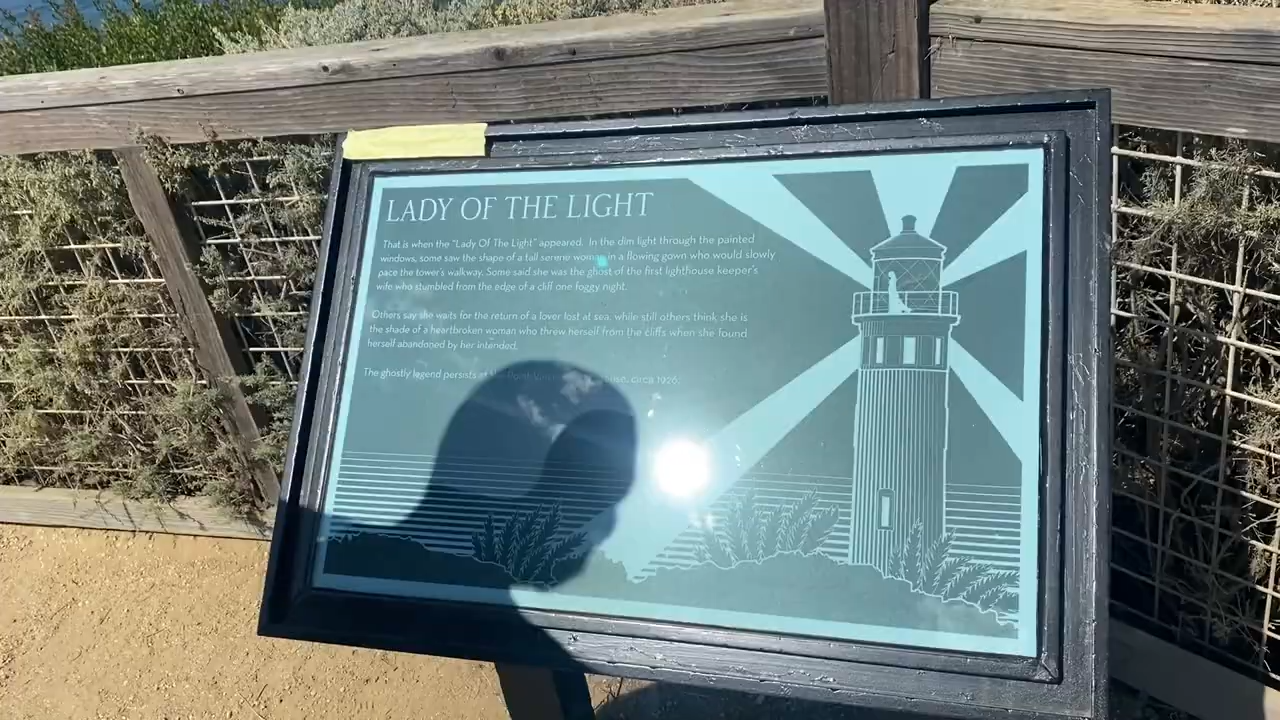 LADY OF THE LIGHT
That is when the "Lady Of The Light" appeared. In the dim light through the painted
windows, some saw the shape of a tall serene woman in a flowing gown who would slowly
pace the tower's walkway. Some said she was the ghost of the first lighthouse keeper's
wife who stumbled from the edge of a cliff one foggy night.
Others say she waits for the return of a lover lost at sea, while still others think she is
the shade of a heartbroken woman who threw herself from the cliffs when she found
herself abandoned by her intended.
The ghostly legend persists at circa 1926.